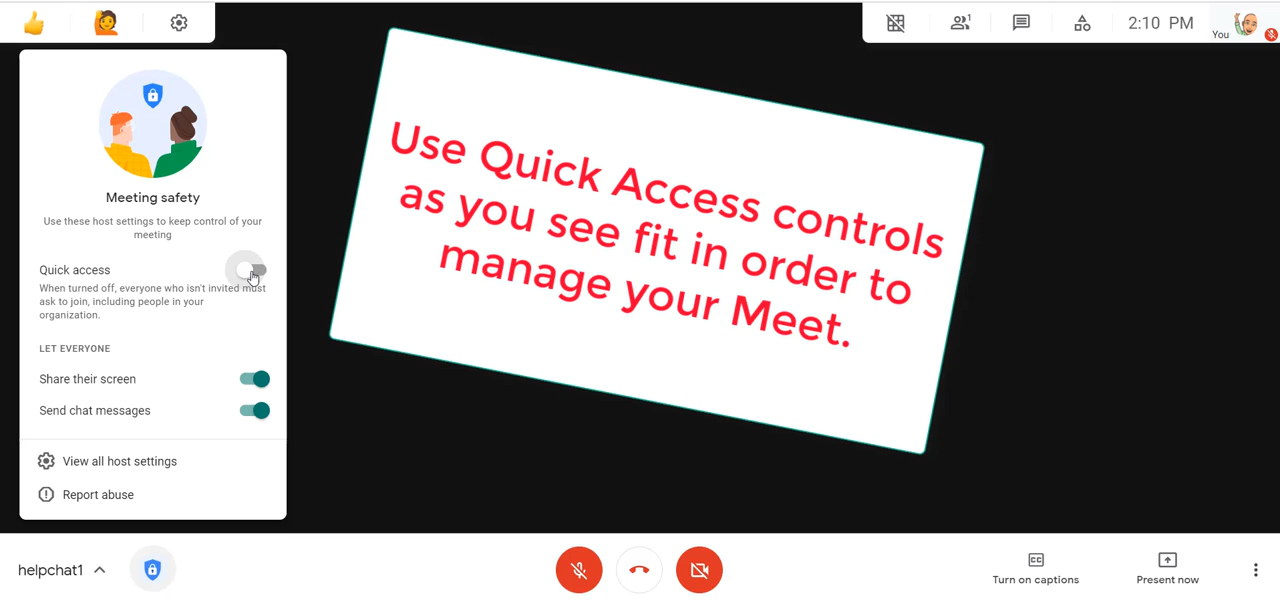 2:10 PM
You
Meeting safety
Use these host settings to keep control of your
meeting
Quick access
When turned off, everyone who isn't invited must
ask to join, including people in your
organization.
LET EVERYONE
Share their screen
Send chat messages
View all host settings
Report abuse
Use Quick Access controls
as you see fit in order to
manage your Meet.
helpchat1
CC
Turn on captions
Present now
1